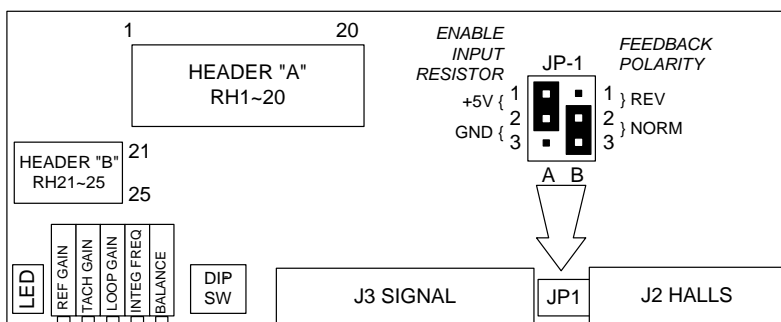 1 20
HEADER "A"
RH1~20
ENABLE
INPUT
RESISTOR
JP-1
FEEDBACK
POLARITY
+5V { 1 1 } REV
2 2 } NORM
GND { 3 3
A B
HEADER "B"
RH21~25
21
25
LED
REF GAIN
TACH GAIN
LOOP GAIN
INTEG FREQ
BALANCE
DIP
SW
J3 SIGNAL
JP1
J2 HALLS